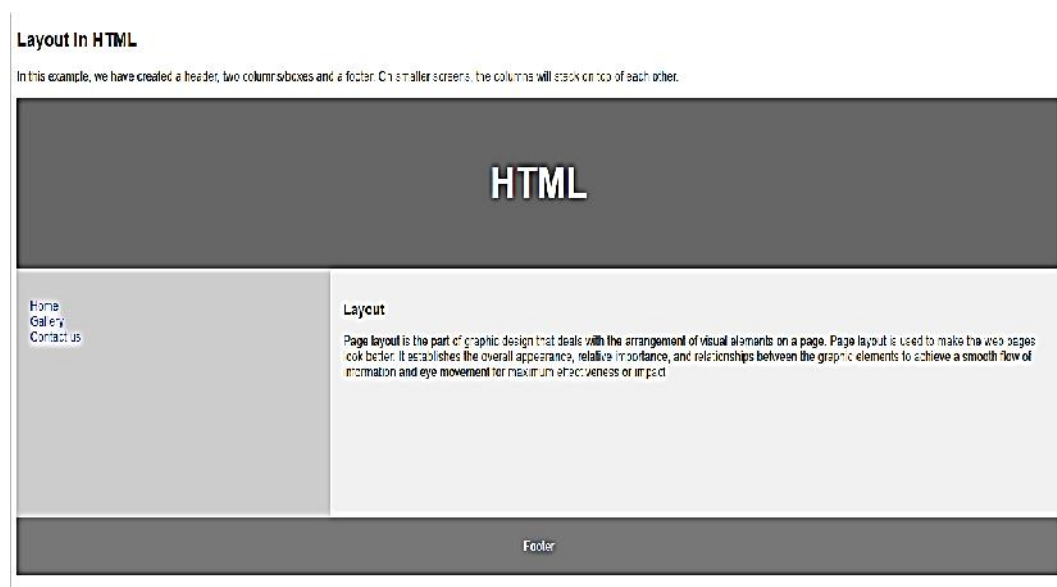 Layout in HTML
In this example, we have created a header, two columns/boxes and a footer. On smaller screens, the columns will stack on top of each other.
HTML
Home
Gallery
Contact us
Layout
Page layout is the part of graphic design that deals with the arrangement of visual elements on a page. Page layout is used to make the web pages
look better. It establishes the overall appearance, relative importance, and relationships between the graphic elements to achieve a smooth flow of
information and eye movement for maximum effectiveness or impact
Footer